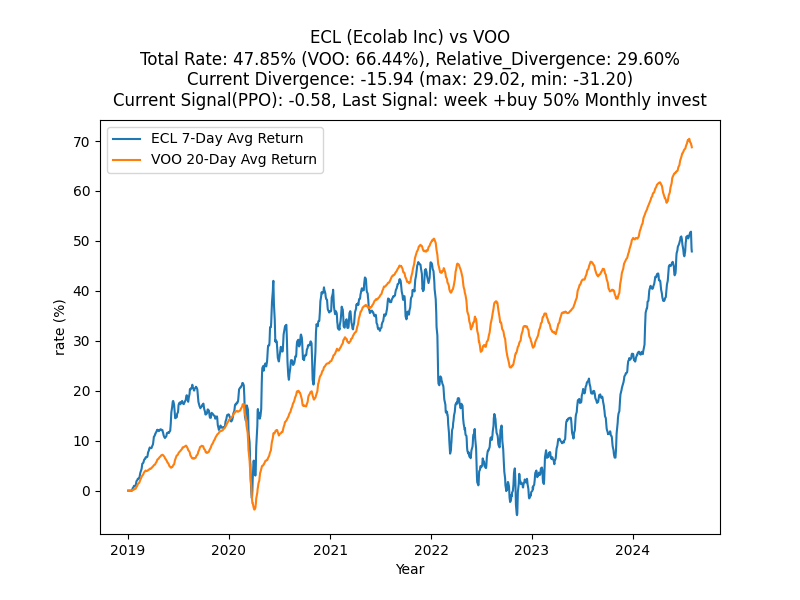 ECL (Ecolab Inc) vs VOO
Total Rate: 47.85% (VOO: 66.44%), Relative_Divergence: 29.60%
Current Divergence: -15.94 (max: 29.02, min: -31.20)
Current Signal(PPO): -0.58, Last Signal: week +buy 50% Monthly invest
ECL 7-Day Avg Return
VOO 20-Day Avg Return
70
60
50
40
30
20
10
0
rate (%)
2019 2020 2021 2022 2023 2024
Year